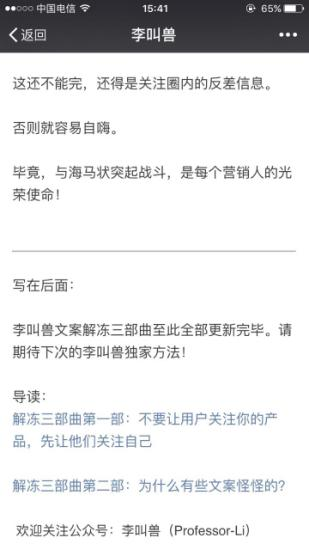 中国电信 15:41 65%
返回 李叫兽
这还不能完，还得是关注圈内的反差信息。
否则就容易自嗨。
毕竟，与海马状突起战斗，是每个营销人的光
荣使命！
写在后面：
李叫兽文案解冻三部曲至此全部更新完毕。请
期待下次的李叫兽独家方法！
导读：
解冻三部曲第一部：不要让用户关注你的产
品，先让他们关注自己
解冻三部曲第二部：为什么有些文案怪怪的?
欢迎关注公众号：李叫兽（Professor-Li）